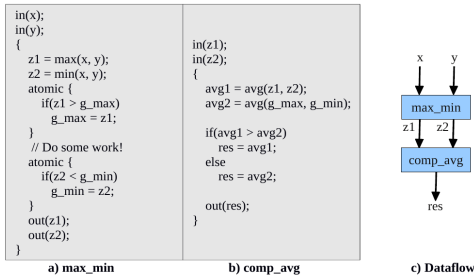 in(x);
in(y);
{
z1 = max(x, y);
z2 = min(x, y);
atomic {
if(z1 > g_max)
g_max = z1;
}
// Do some work!
atomic {
if(z2 < g_min)
g_min = z2;
}
out(z1);
out(z2);
}
a) max_min
in(z1);
in(z2);
{
avg1 = avg(z1, z2);
avg2 = avg(g_max, g_min);
if(avg1 > avg2)
res = avg1;
else
res = avg2;
out(res);
}
b) comp_avg
x y
max_min
z1 z2
comp_avg
res
c) Dataflow